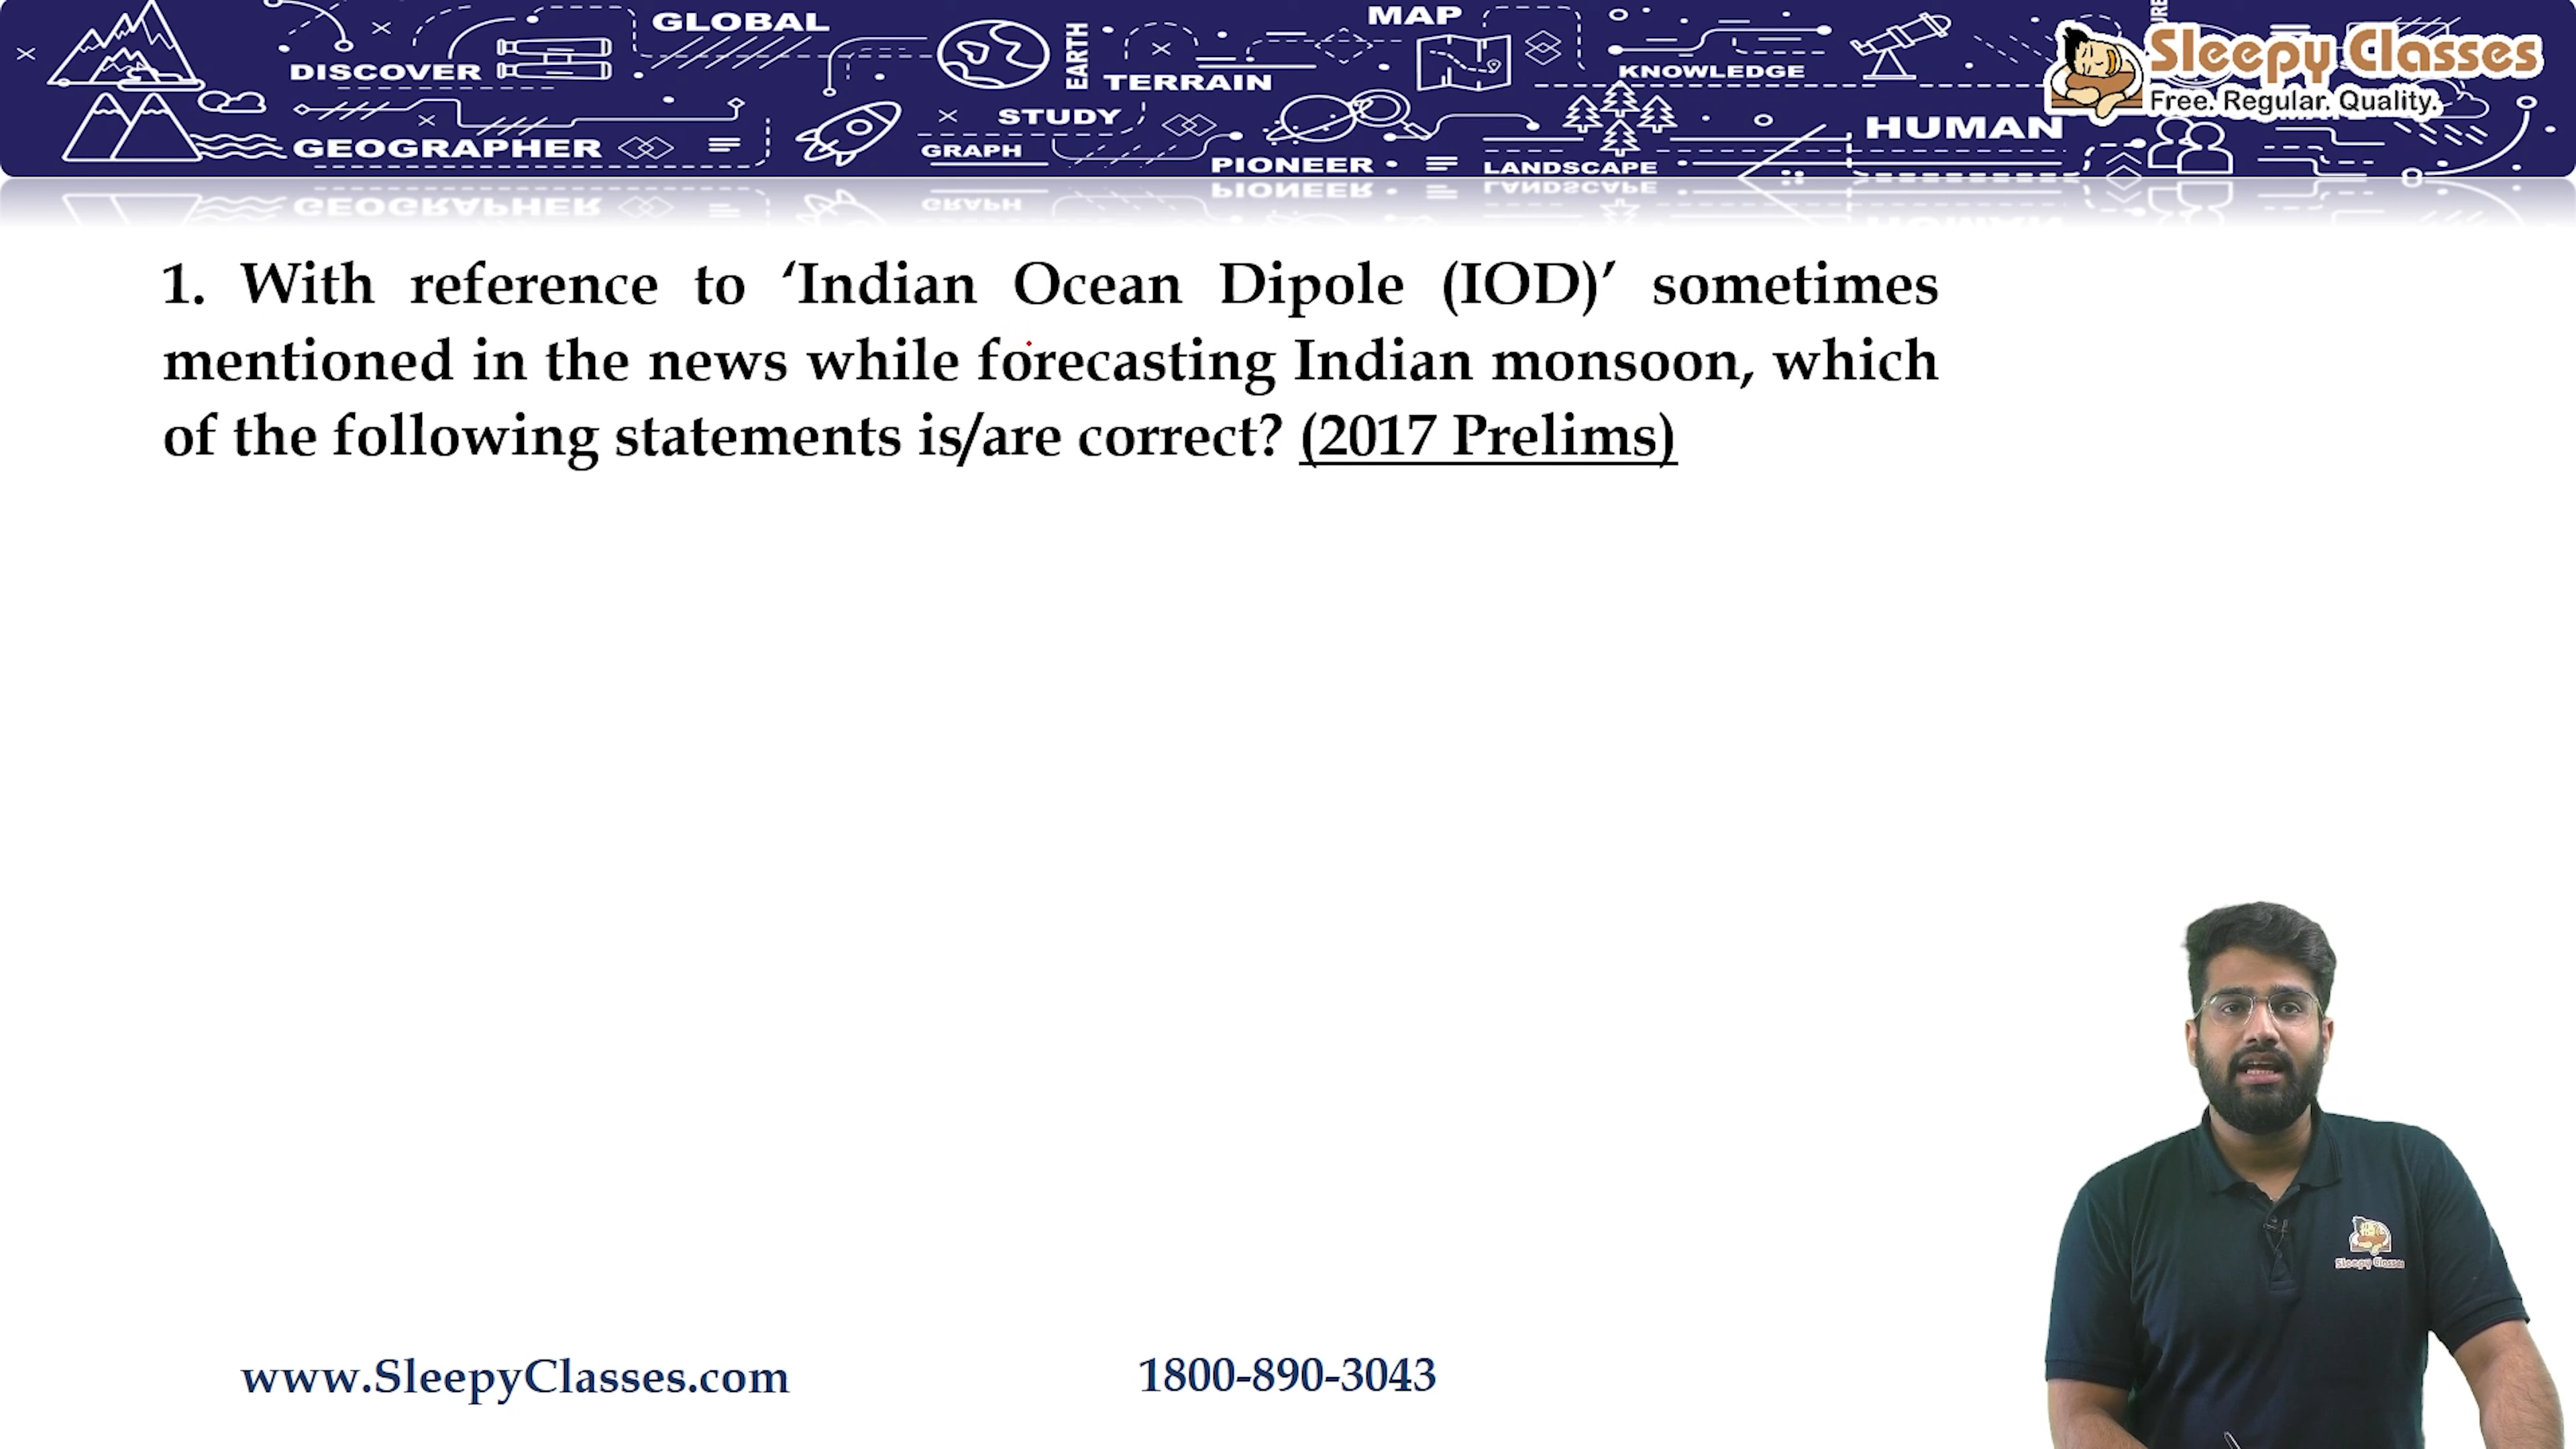 GLOBAL
MAP
DISCOVER
EARTH
TERRAIN
KNOWLEDGE
Sleepy Classes
Free. Regular. Quality.
STUDY
HUMAN
GEOGRAPHER
GRAPH
PIONEER
LANDSCAPE
1. With reference to ‘Indian Ocean Dipole (IOD)’ sometimes
mentioned in the news while forecasting Indian monsoon, which
of the following statements is/are correct? (2017 Prelims)
Sleepy Classes
www.SleepyClasses.com
1800-890-3043